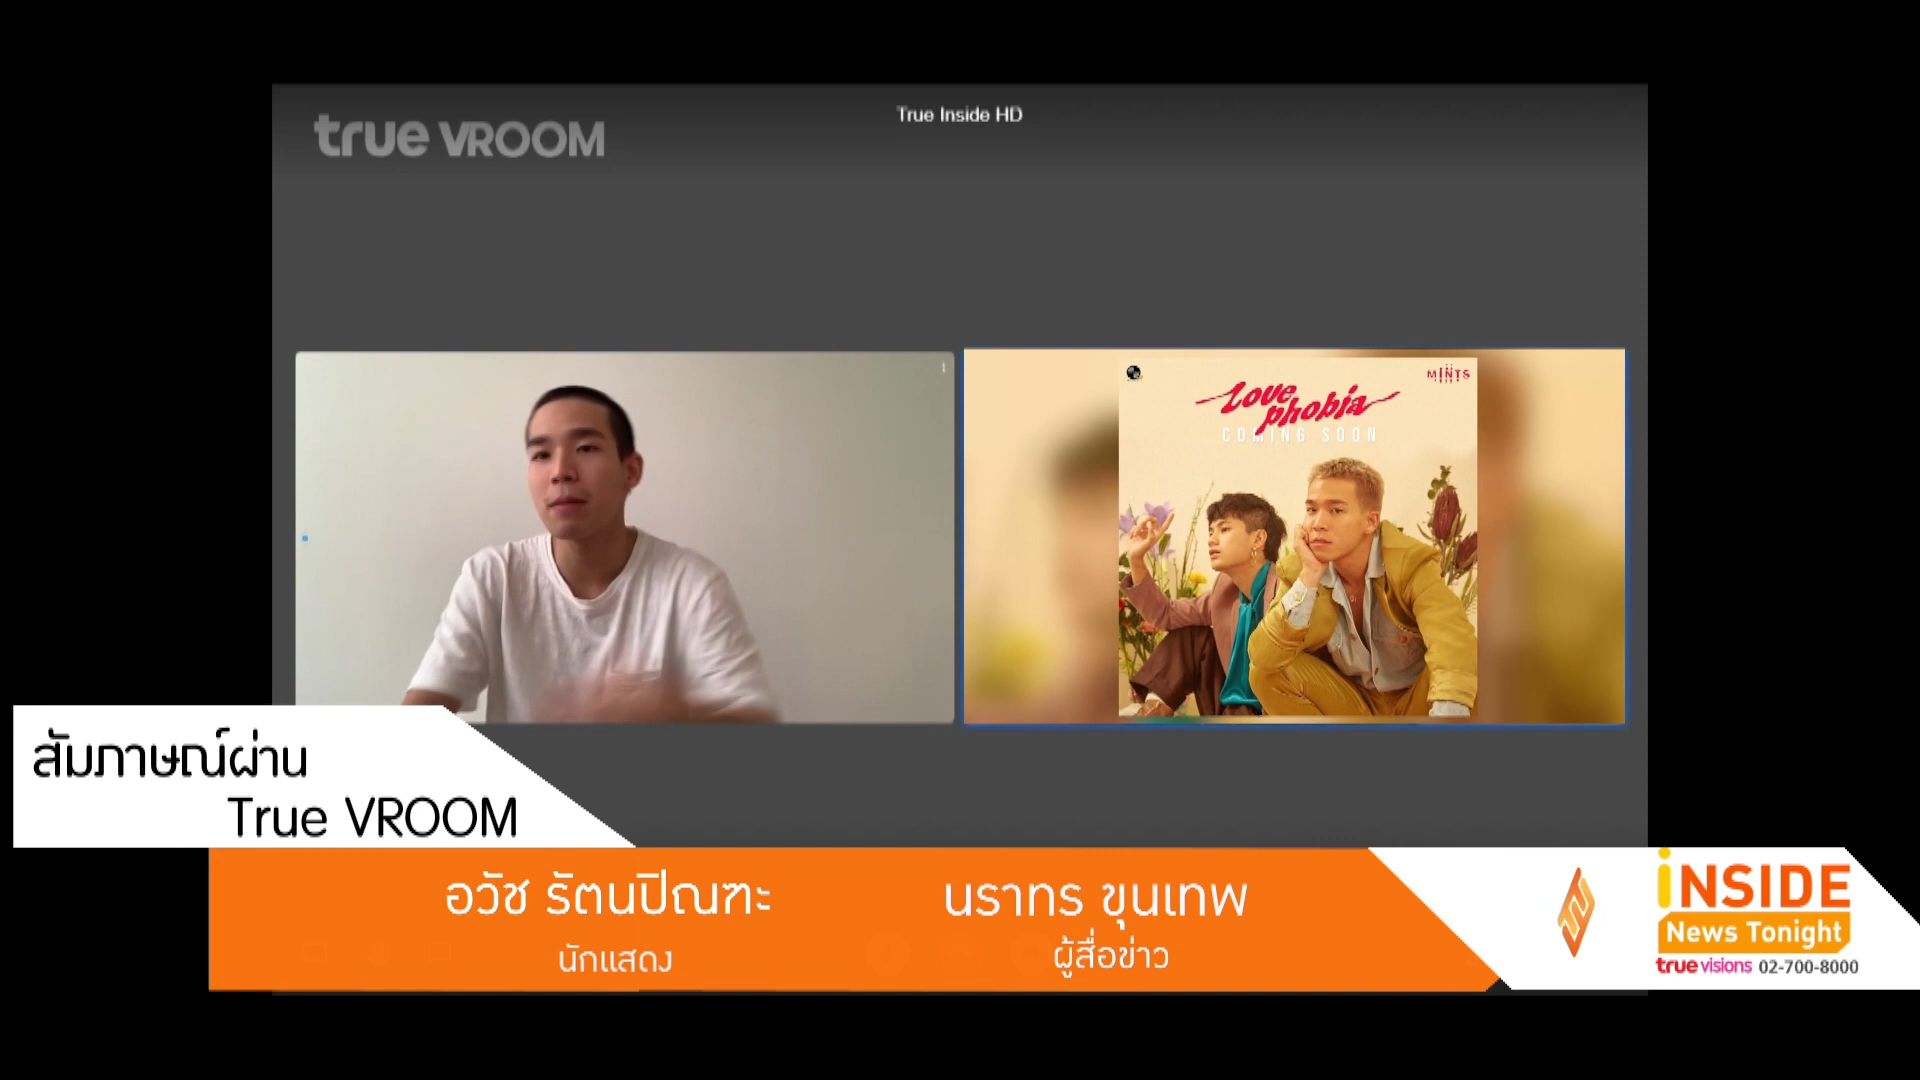 true VROOM
True Inside HD
Love phobia
COMING SOON
MINTS
สัมภาษณ์ผ่าน
True VROOM
อวัช รัตนปิณฑะ
นักแสดง
นราทร ขุนเทพ
ผู้สื่อข่าว
iNSIDE
News Tonight
true visions 02-700-8000